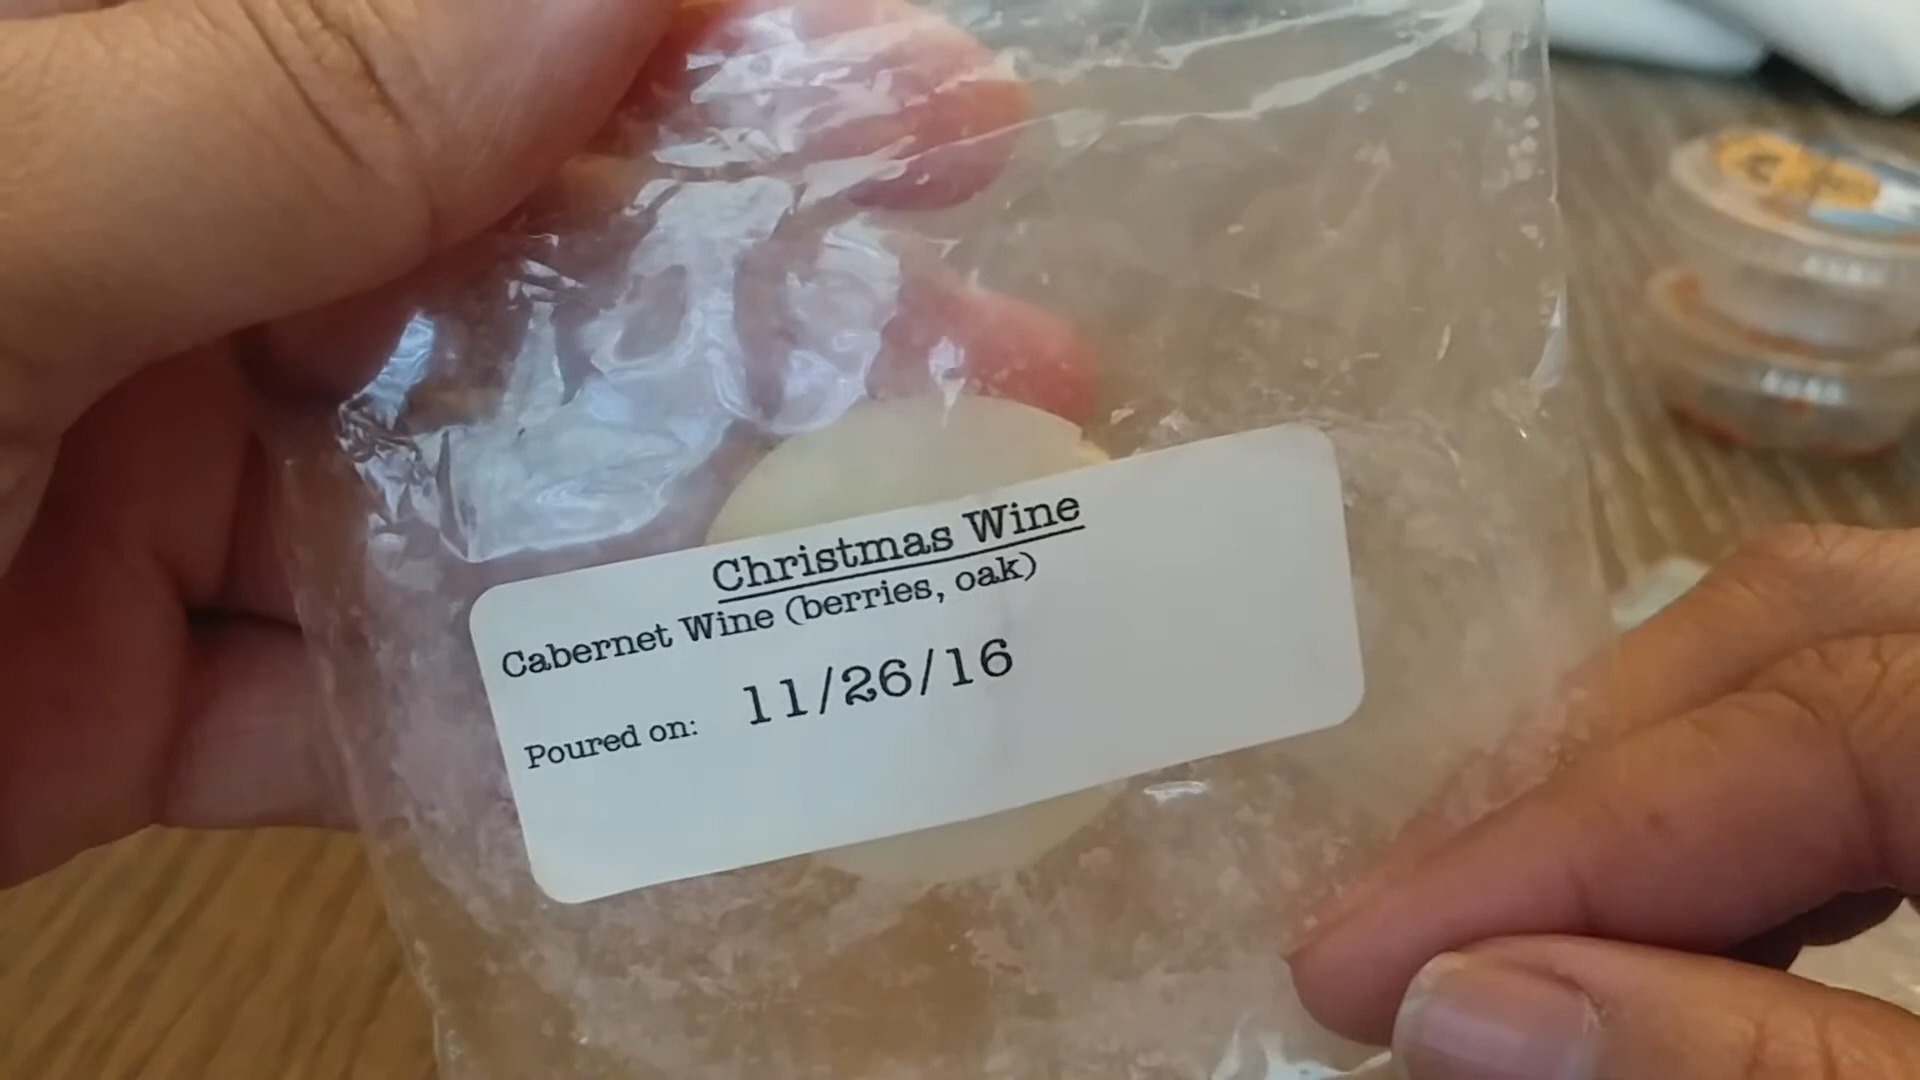 Christmas Wine
Cabernet Wine (berries, oak)
Poured on: 11/26/16